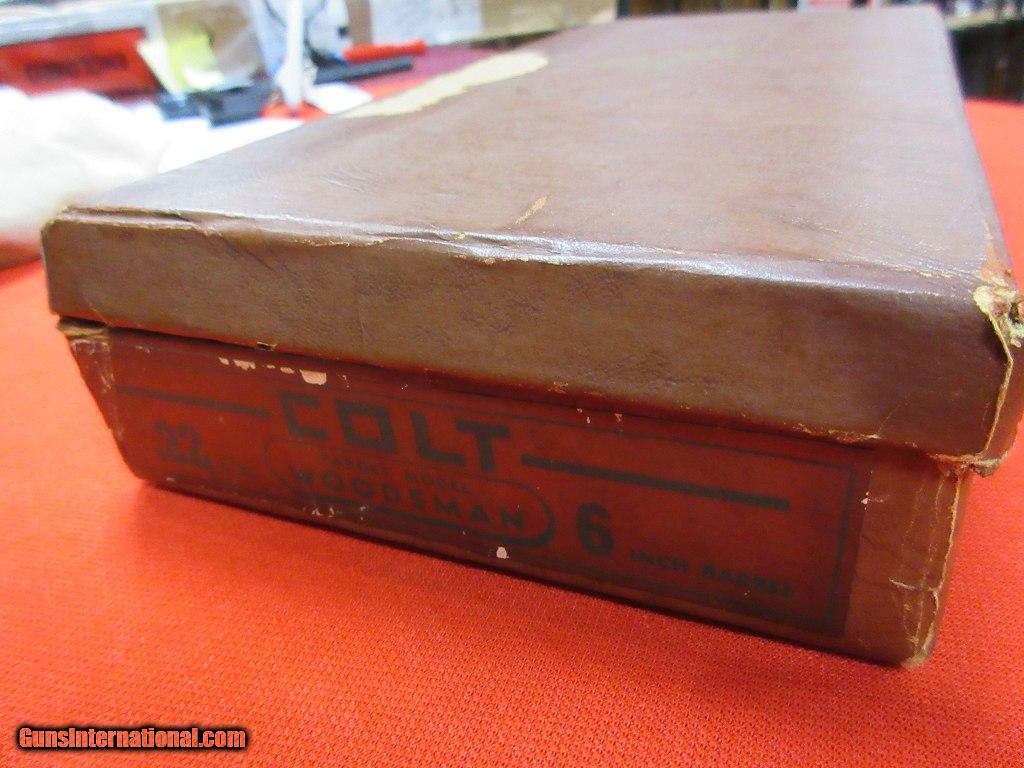 COLT
22
TARGET MODEL
WOODSMAN
6 INCH BARREL
GunsInternational.com